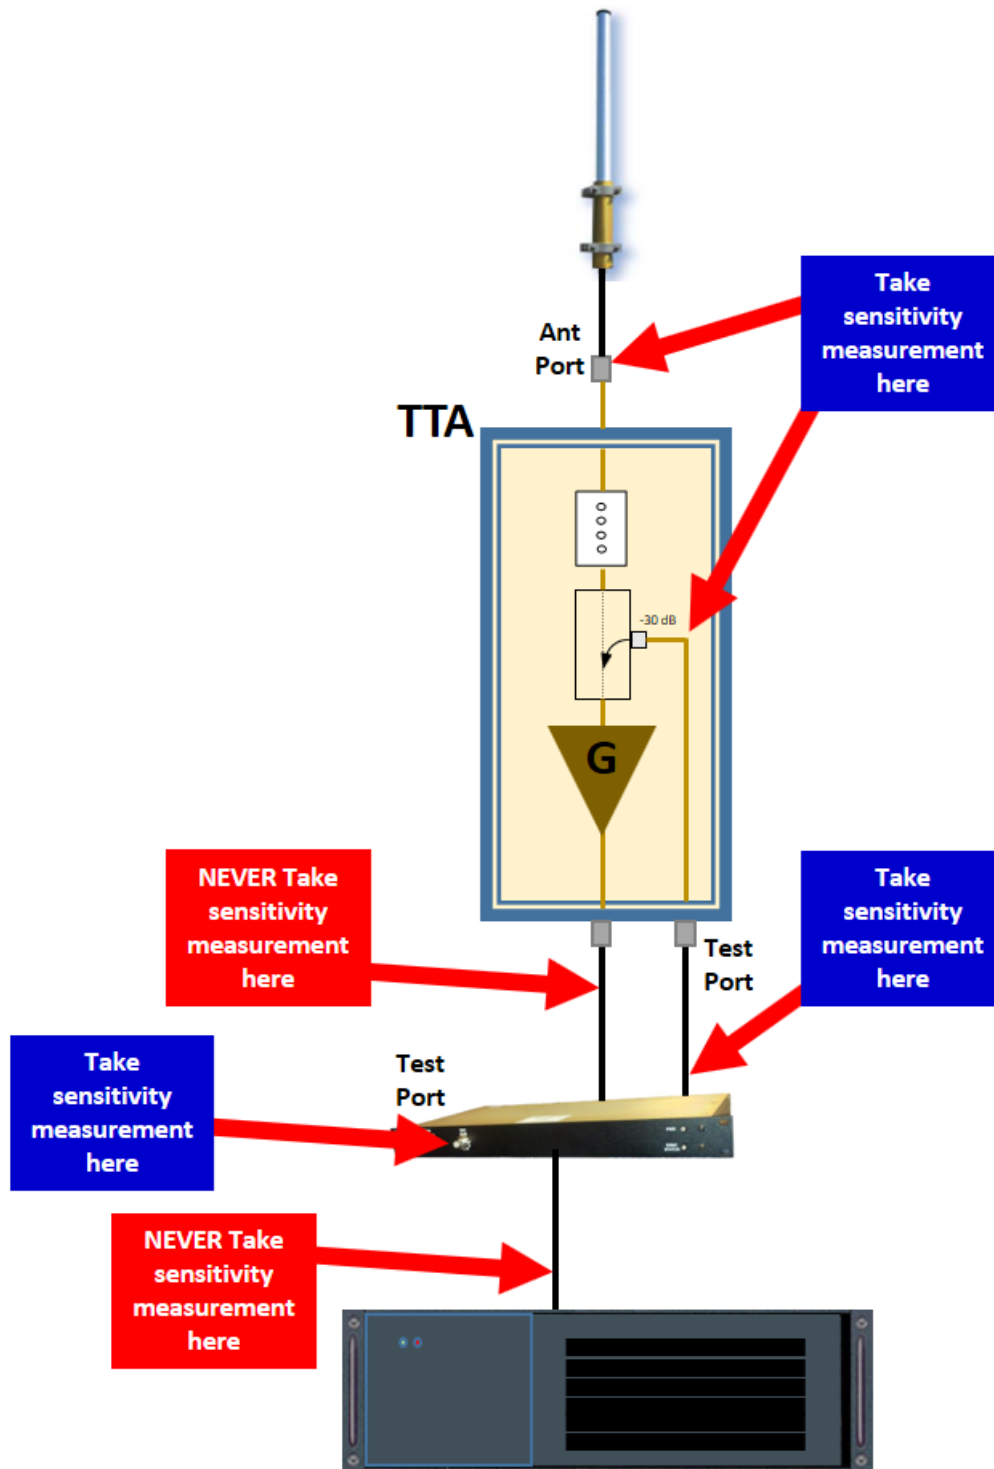 Take
sensitivity
measurement
here
Ant
Port
TTA
-30 dB
G
NEVER Take
sensitivity
measurement
here
Take
sensitivity
measurement
here
Test
Port
Take
sensitivity
measurement
here
Test
Port
NEVER Take
sensitivity
measurement
here